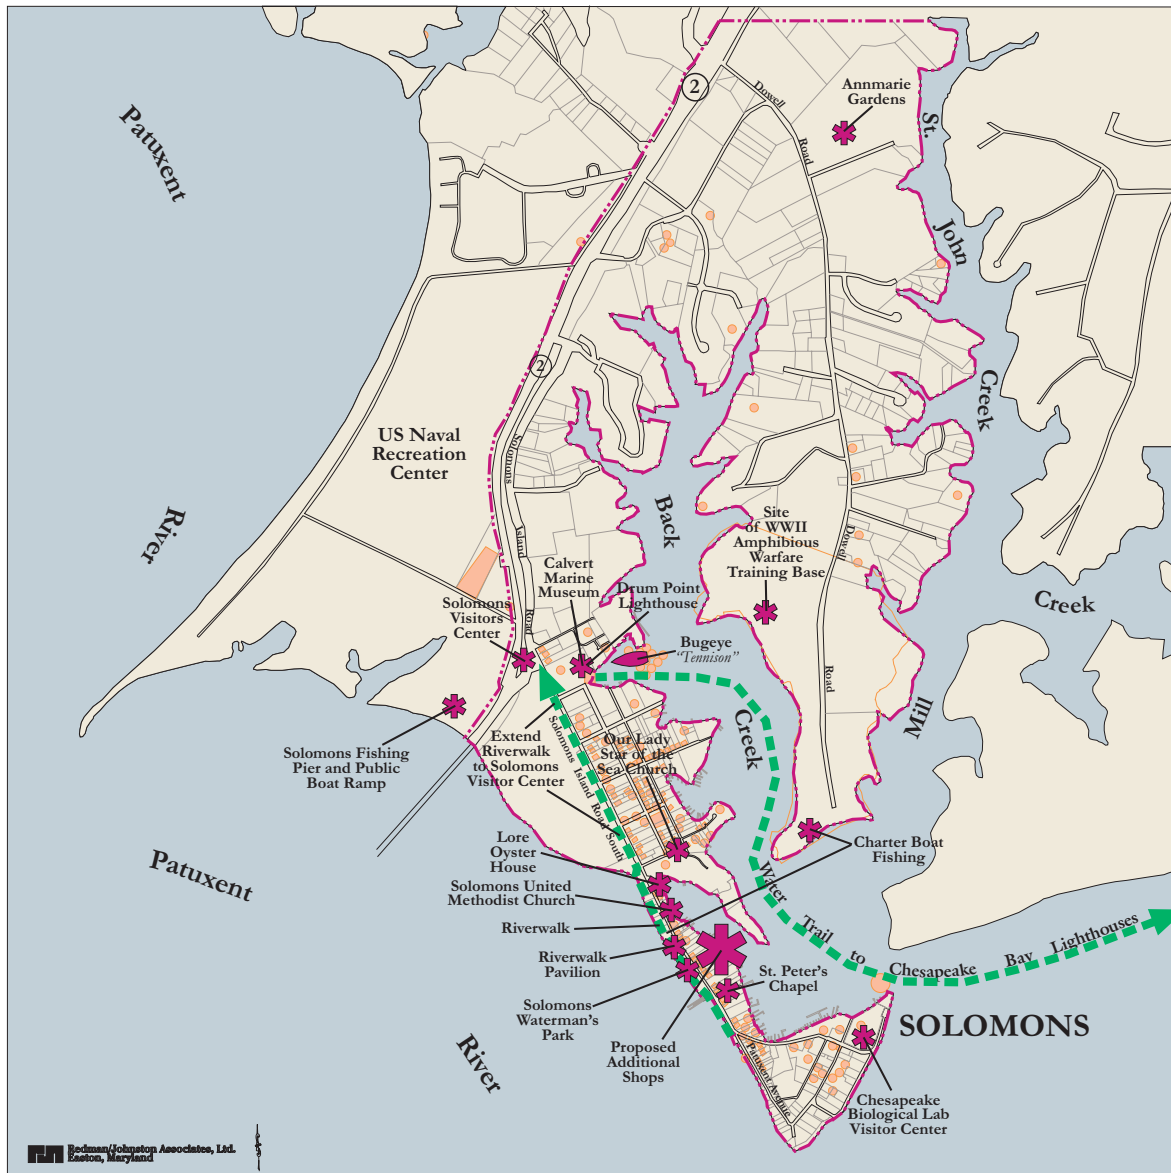 Patuxent
River
Patuxent
River
2
2
Dowell
Road
Dowell
Road
Annmarie
Gardens
St.
John
Creek
Creek
Mill
Back
Creek
US Naval
Recreation
Center
Solomons
Island
Road
Site
of WWII
Amphibious
Warfare
Training Base
Calvert
Marine
Museum
Drum Point
Lighthouse
Solomons
Visitors
Center
Bugeye
"Tennison"
Solomons Fishing
Pier and Public
Boat Ramp
Extend
Riverwalk
to Solomons
Visitor Center
Solomons Island Road South
Our Lady
Star of the
Sea Church
Lore
Oyster
House
Solomons United
Methodist Church
Riverwalk
Riverwalk
Pavilion
Solomons
Waterman's
Park
Proposed
Additional
Shops
St. Peter's
Chapel
Charter Boat
Fishing
Water Trail to Chesapeake Bay Lighthouses
SOLOMONS
Patuxent Avenue
Chesapeake
Biological Lab
Visitor Center
Redman/Johnston Associates, Ltd.
Easton, Maryland